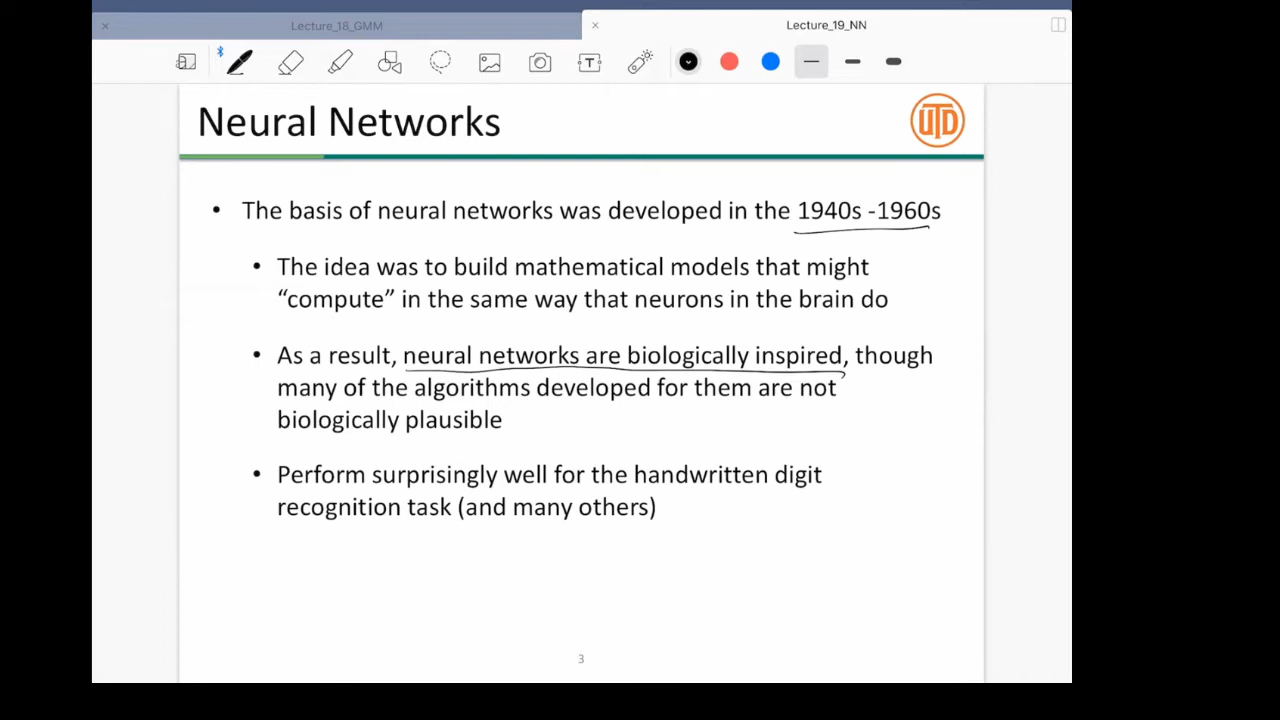 Lecture_18_GMM
Lecture_19_NN
T
Neural Networks
UTD
• The basis of neural networks was developed in the 1940s -1960s
• The idea was to build mathematical models that might
“compute” in the same way that neurons in the brain do
• As a result, neural networks are biologically inspired, though
many of the algorithms developed for them are not
biologically plausible
• Perform surprisingly well for the handwritten digit
recognition task (and many others)
3